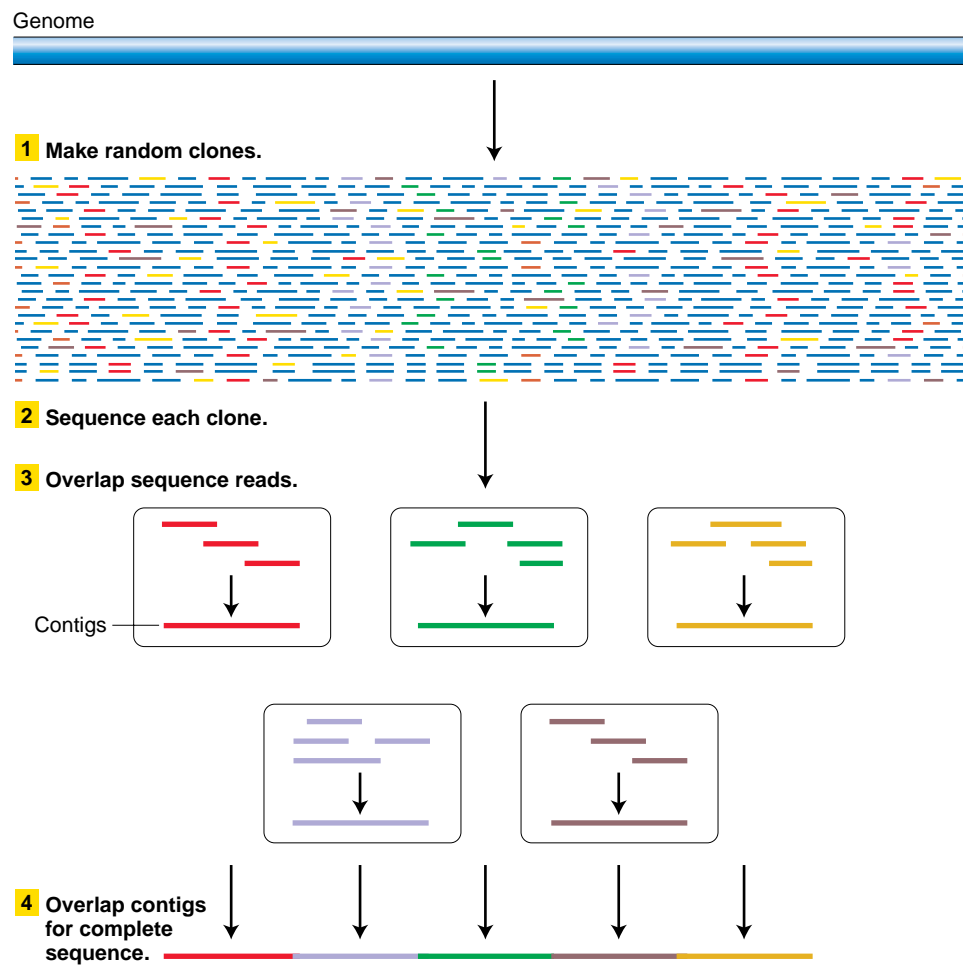 Genome
1 Make random clones.
2 Sequence each clone.
3 Overlap sequence reads.
Contigs
4 Overlap contigs
for complete
sequence.